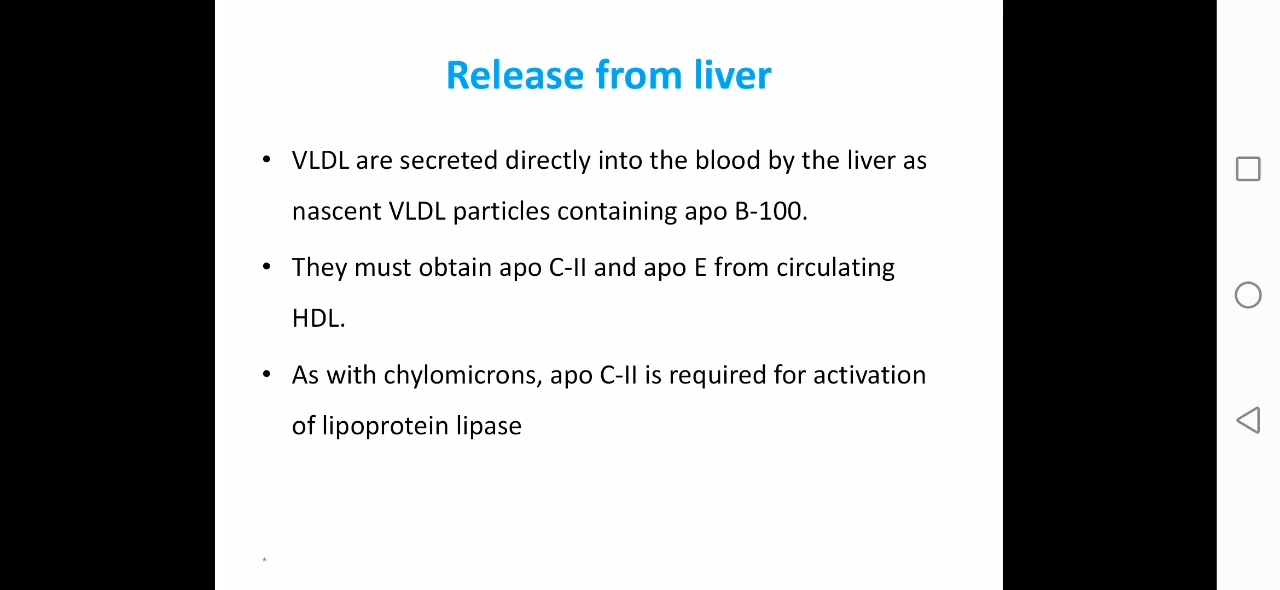 Release from liver
• VLDL are secreted directly into the blood by the liver as
nascent VLDL particles containing apo B-100.
• They must obtain apo C-II and apo E from circulating
HDL.
• As with chylomicrons, apo C-II is required for activation
of lipoprotein lipase
*